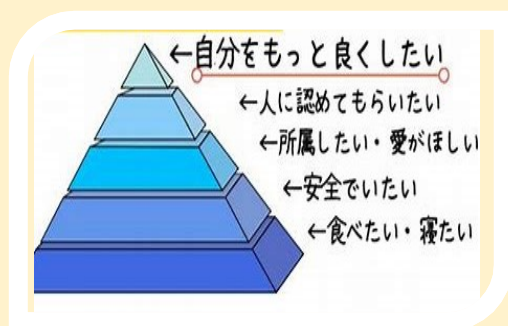 ←自分をもっと良くしたい
←人に認めてもらいたい
←所属したい・愛がほしい
←安全でいたい
←食べたい・寝たい